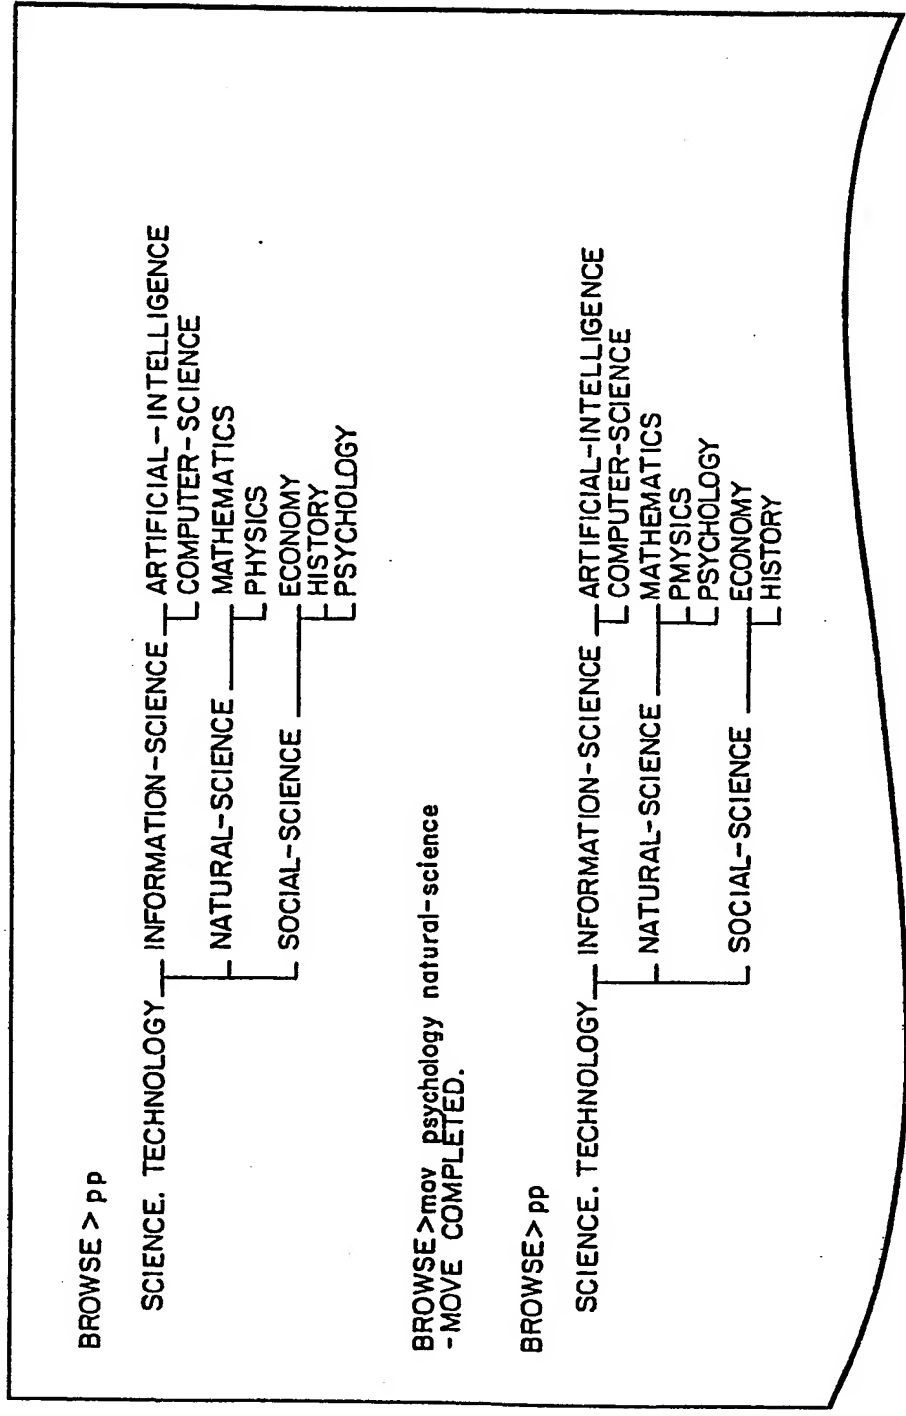 BROWSE > pp
SCIENCE. TECHNOLOGY INFORMATION-SCIENCE ARTIFICIAL-INTELLIGENCE
COMPUTER-SCIENCE
NATURAL-SCIENCE MATHEMATICS
PHYSICS
SOCIAL-SCIENCE ECONOMY
HISTORY
PSYCHOLOGY
BROWSE>mov psychology natural-science
-MOVE COMPLETED.
BROWSE>pp
SCIENCE. TECHNOLOGY INFORMATION-SCIENCE ARTIFICIAL-INTELLIGENCE
COMPUTER-SCIENCE
NATURAL-SCIENCE MATHEMATICS
PMYSICS
PSYCHOLOGY
SOCIAL-SCIENCE ECONOMY
HISTORY